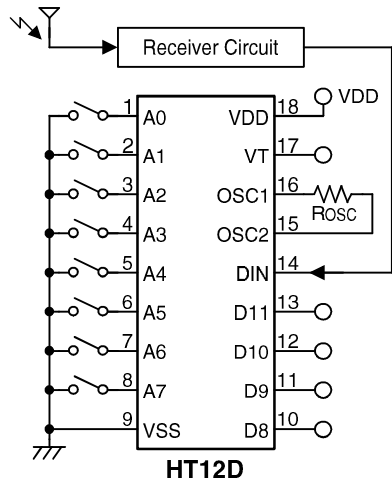 Receiver Circuit
VDD
1 A0 VDD 18
2 A1 VT 17
3 A2 OSC1 16
ROSC
4 A3 OSC2 15
5 A4 DIN 14
6 A5 D11 13
7 A6 D10 12
8 A7 D9 11
9 VSS D8 10
HT12D